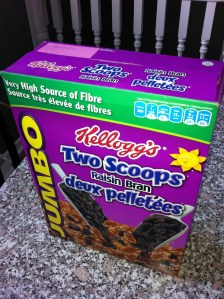 Kellogg's
Two Scoops
Raisin Bran
deux pelletées
Very High Source of Fibre
Source très élevée de fibres
JUMBO
Kellogg's
Two Scoops
Raisin Bran
deux pelletées